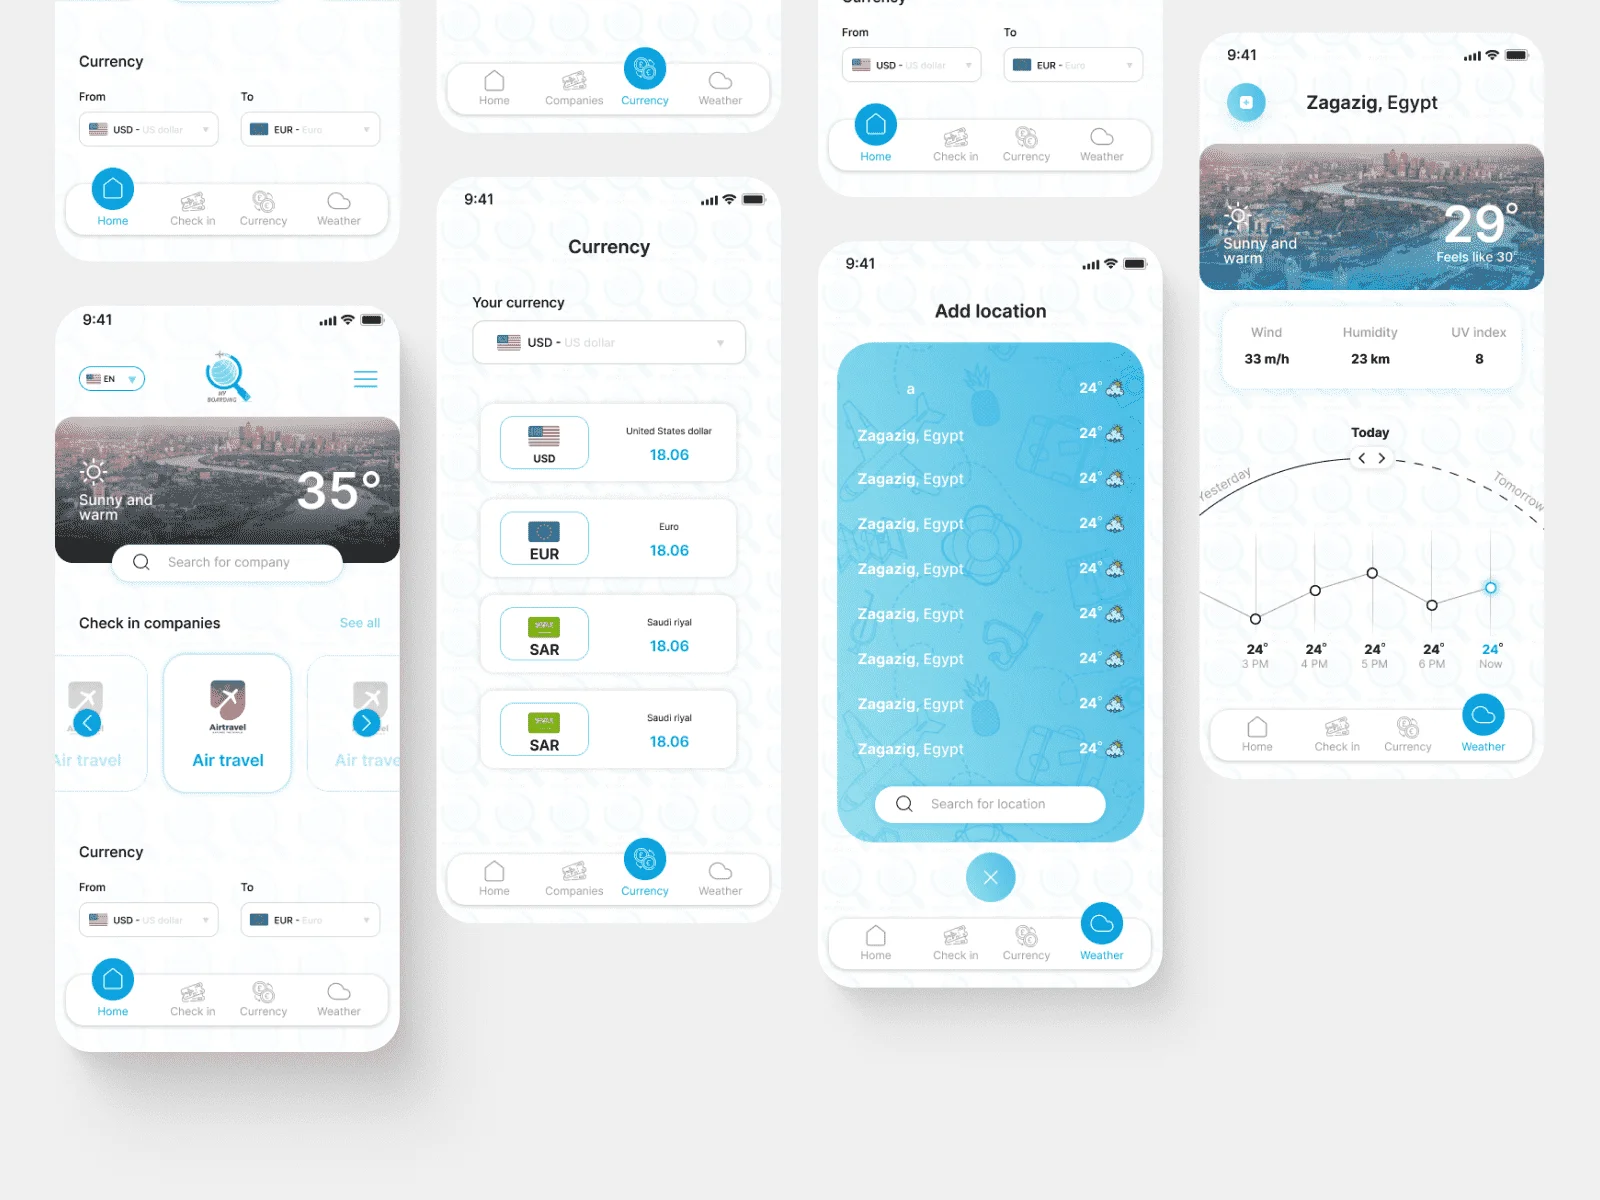 Currency
From
To
USD - US dollar
EUR - Euro
Home
Check in
Currency
Weather
9:41
EN
MY
BOARDING
Sunny and
warm
35°
Search for company
Check in companies
See all
Air travel
Airtravel
Air travel
Air trave
Currency
From
To
USD - US dollar
EUR - Euro
Home
Check in
Currency
Weather
Home
Companies
Currency
Weather
9:41
Currency
Your currency
USD - US dollar
USD
United States dollar
18.06
EUR
Euro
18.06
SAR
Saudi riyal
18.06
SAR
Saudi riyal
18.06
Home
Companies
Currency
Weather
Currency
From
To
USD - US dollar
EUR - Euro
Home
Check in
Currency
Weather
9:41
Add location
a 24°
Zagazig, Egypt 24°
Zagazig, Egypt 24°
Zagazig, Egypt 24°
Zagazig, Egypt 24°
Zagazig, Egypt 24°
Zagazig, Egypt 24°
Zagazig, Egypt 24°
Zagazig, Egypt 24°
Search for location
Home
Check in
Currency
Weather
9:41
Zagazig, Egypt
Sunny and
warm
29°
Feels like 30°
Wind
Humidity
UV index
33 m/h
23 km
8
Today
Yesterday
Tomorrow
24° 24° 24° 24° 24°
3 PM 4 PM 5 PM 6 PM Now
Home
Check in
Currency
Weather